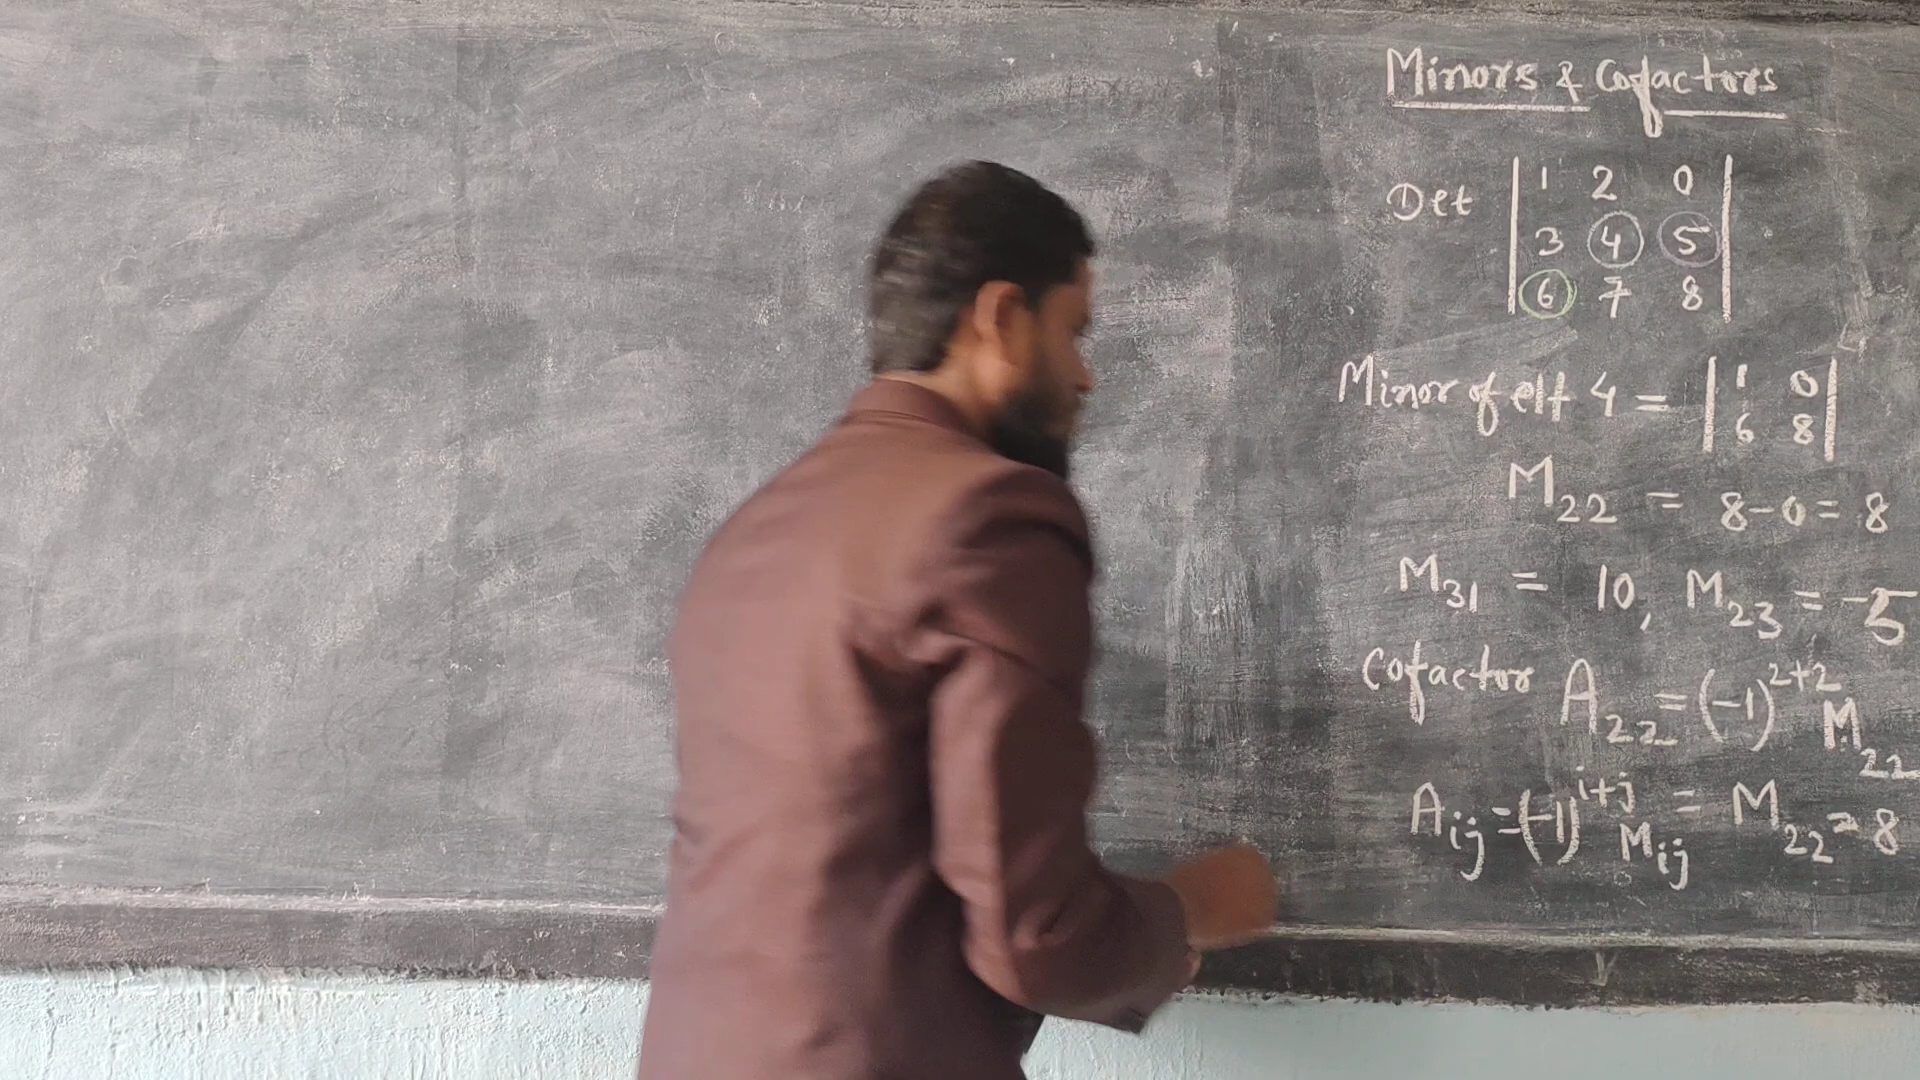 Minors & Cofactors
Det | 1 2 0 |
| 3 4 5 |
| 6 7 8 |
Minor of elt 4 = | 1 0 |
| 6 8 |
M22 = 8-0 = 8
M31 = 10, M23 = -5
Cofactor A22 = (-1)^2+2 M22
Aij = (-1)^i+j Mij = M22 = 8